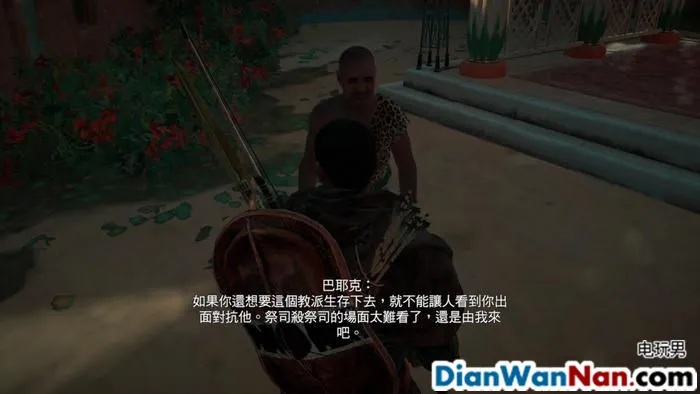 巴耶克：
如果你還想要這個教派生存下去，就不能讓人看到你出
面對抗他。祭司殺祭司的場面太難看了，還是由我來
吧。
电玩男
DianWanNan.com